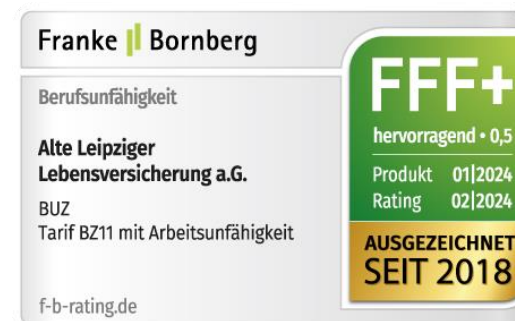 Franke Bornberg
Berufsunfähigkeit
Alte Leipziger
Lebensversicherung a.G.
BUZ
Tarif BZ11 mit Arbeitsunfähigkeit
f-b-rating.de
FFF+
hervorragend • 0,5
Produkt 01|2024
Rating 02|2024
AUSGEZEICHNET
SEIT 2018